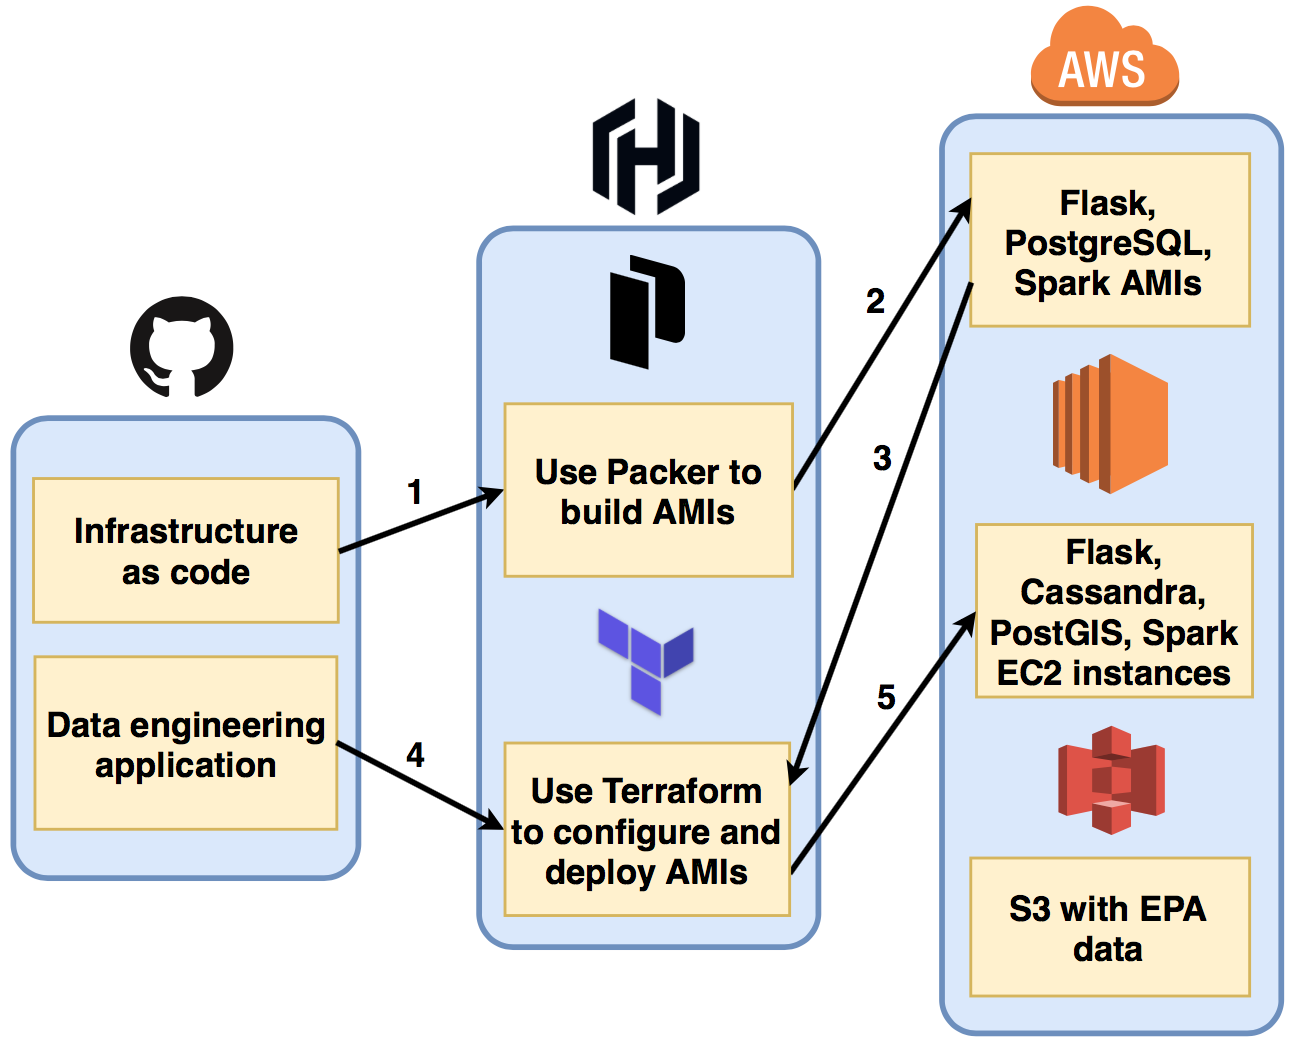 AWS
Flask,
PostgreSQL,
Spark AMIs
2
Use Packer to
build AMIs
3
1
Infrastructure
as code
Flask,
Cassandra,
PostGIS, Spark
EC2 instances
5
Data engineering
application
4
Use Terraform
to configure and
deploy AMIs
S3 with EPA
data